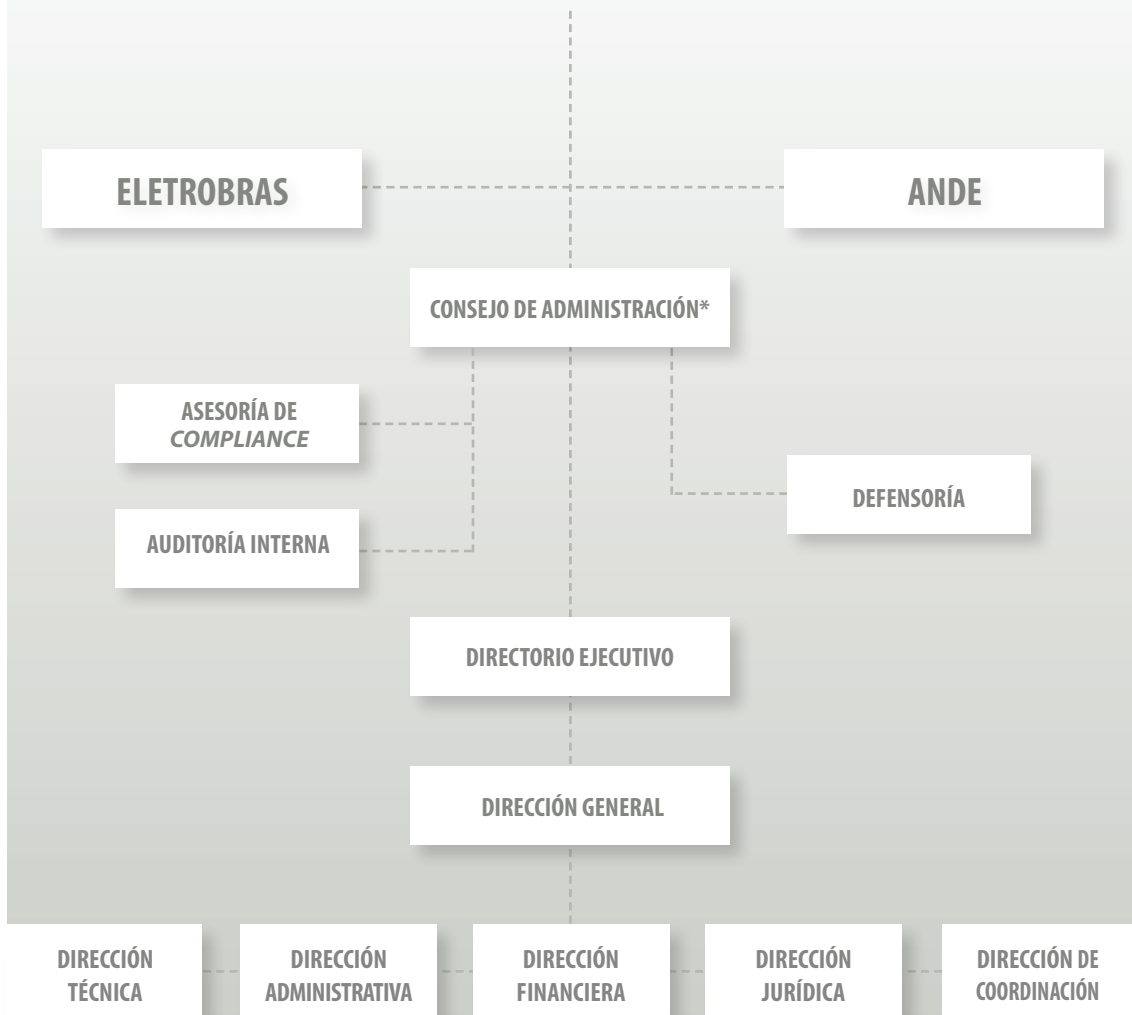 ELETROBRAS
ANDE
CONSEJO DE ADMINISTRACIÓN*
ASESORÍA DE
COMPLIANCE
DEFENSORÍA
AUDITORÍA INTERNA
DIRECTORIO EJECUTIVO
DIRECCIÓN GENERAL
DIRECCIÓN
TÉCNICA
DIRECCIÓN
ADMINISTRATIVA
DIRECCIÓN
FINANCIERA
DIRECCIÓN
JURÍDICA
DIRECCIÓN DE
COORDINACIÓN